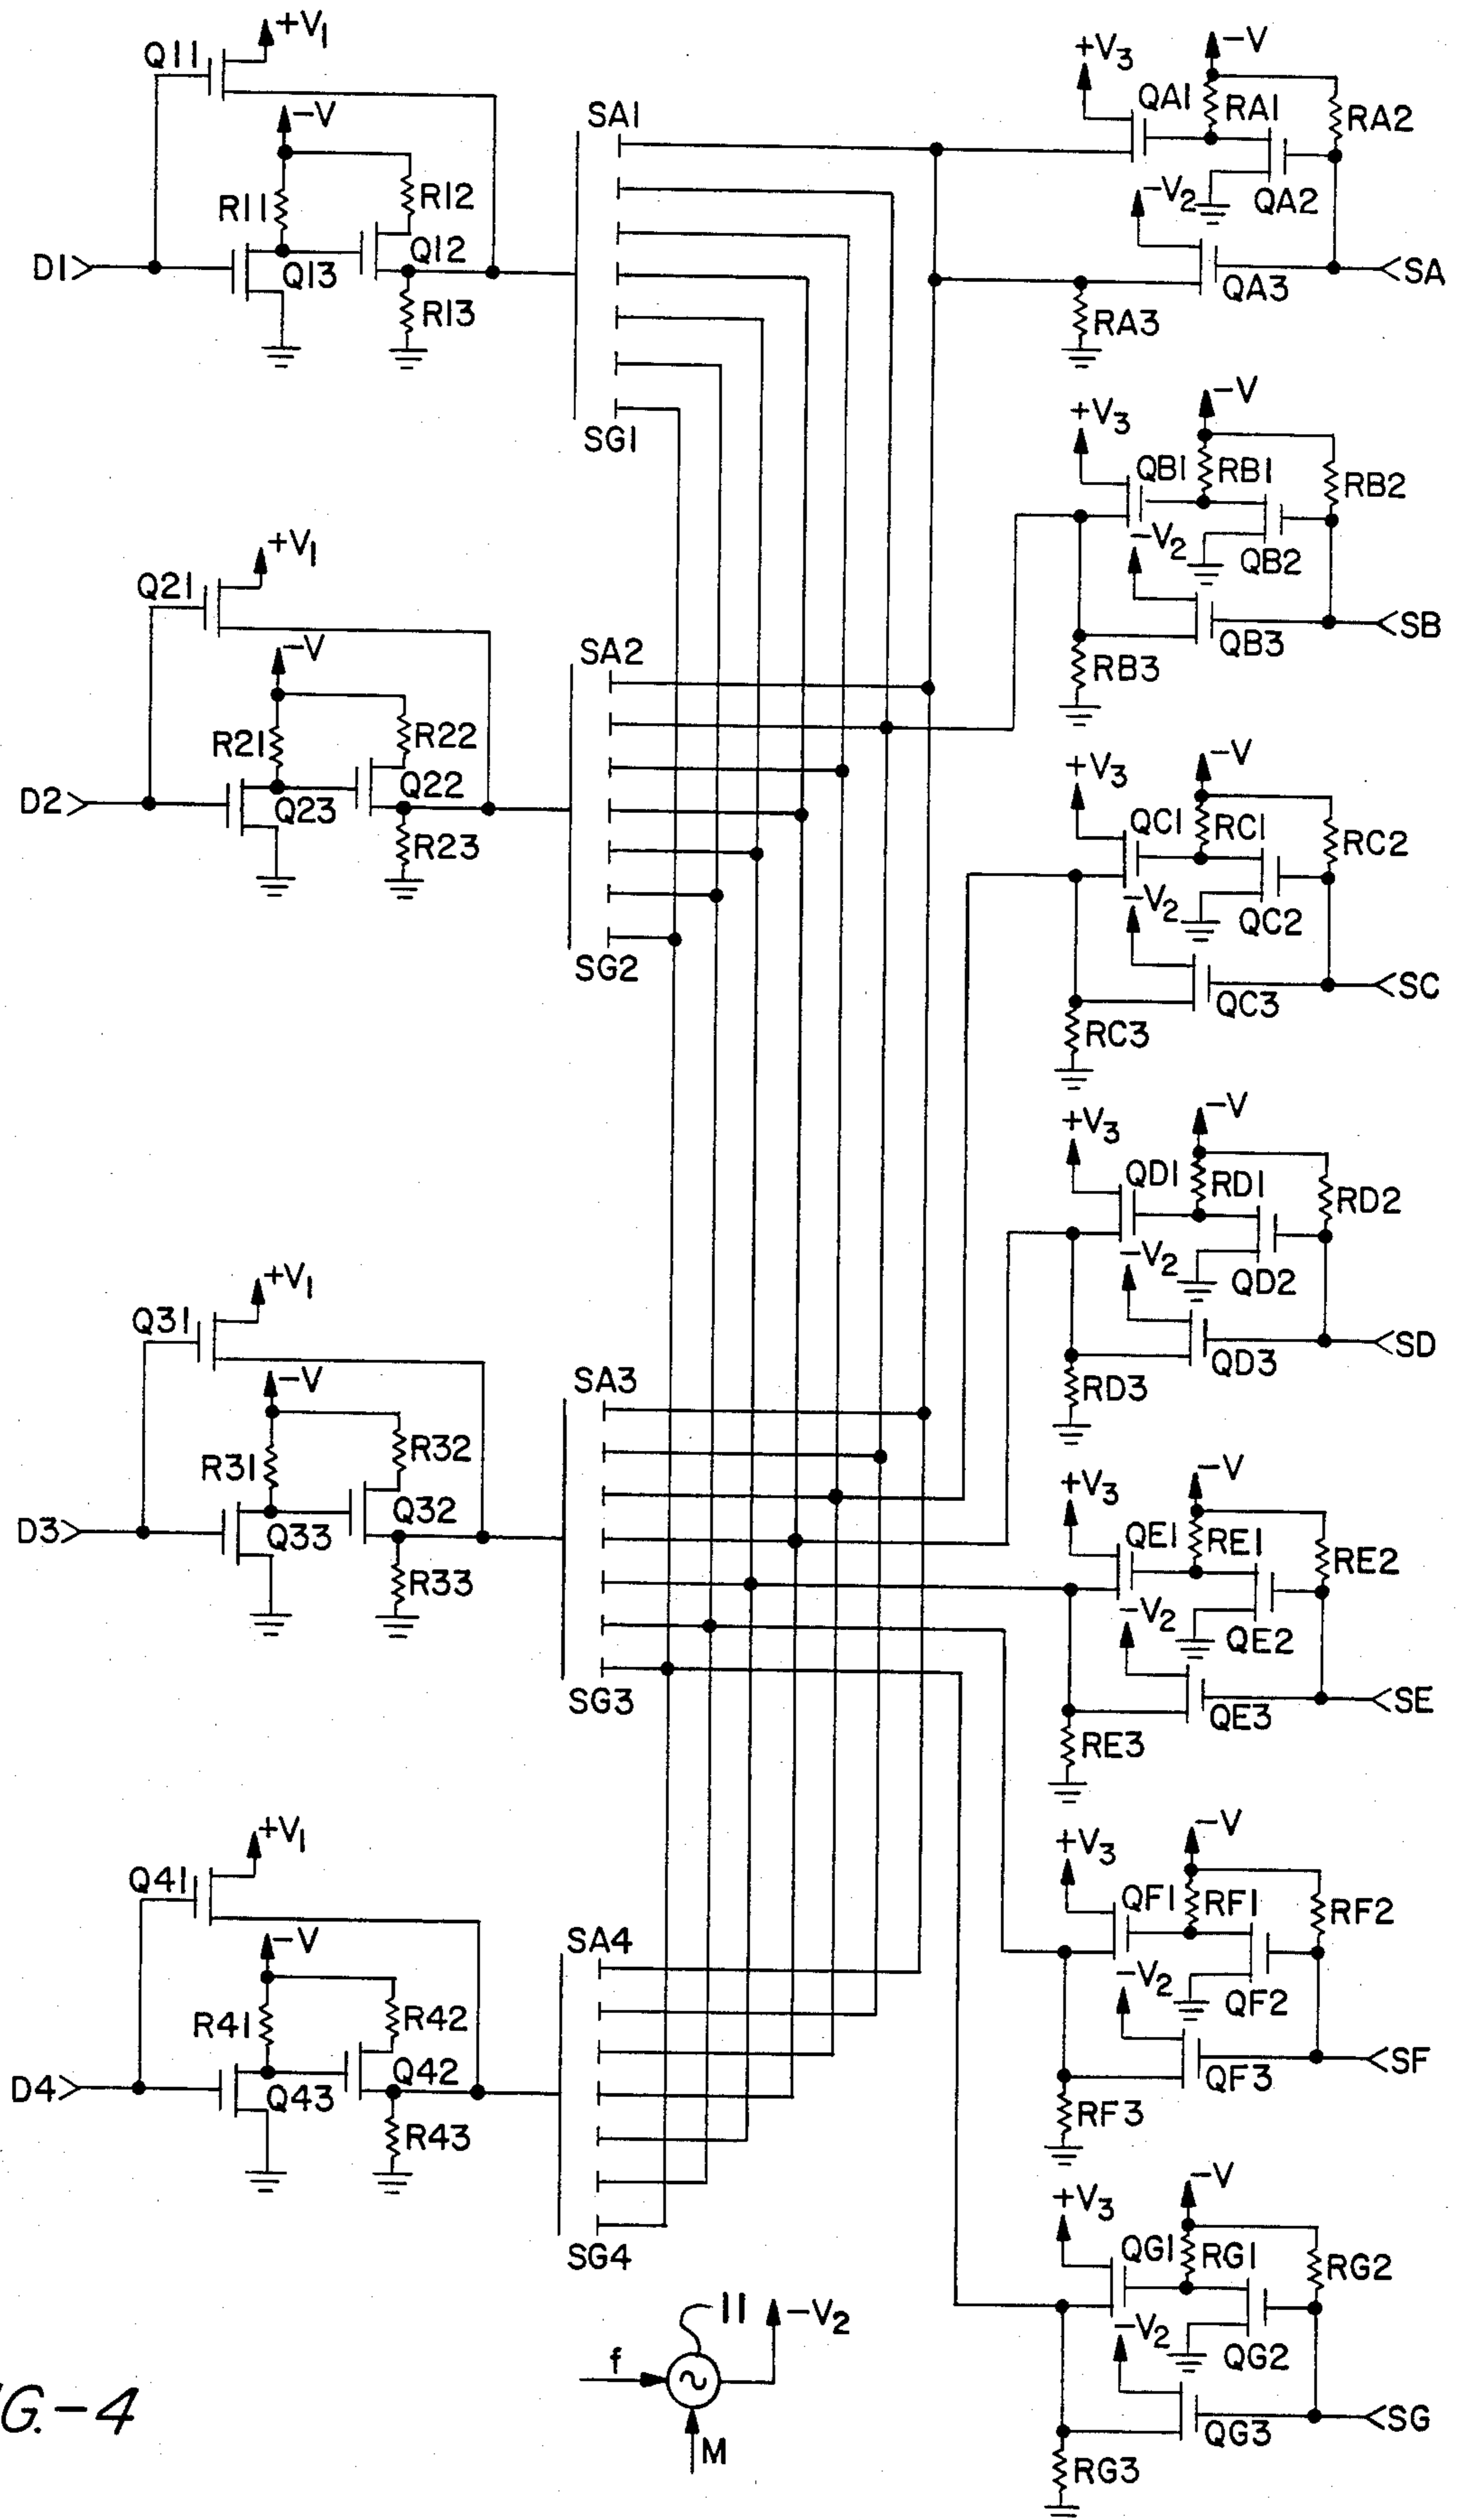 Q11
+V1
-V
R11
R12
D1
Q13
Q12
R13
SA1
SG1
+V3
-V
QA1
RA1
RA2
-V2
QA2
QA3
SA
RA3
+V3
-V
QB1
RB1
RB2
-V2
QB2
QB3
SB
RB3
Q21
+V1
-V
R21
R22
D2
Q23
Q22
R23
SA2
SG2
+V3
-V
QC1
RC1
RC2
-V2
QC2
QC3
SC
RC3
+V3
-V
QD1
RD1
RD2
-V2
QD2
QD3
SD
RD3
Q31
+V1
-V
R31
R32
D3
Q33
Q32
R33
SA3
SG3
+V3
-V
QE1
RE1
RE2
-V2
QE2
QE3
SE
RE3
Q41
+V1
-V
R41
R42
D4
Q43
Q42
R43
SA4
SG4
+V3
-V
QF1
RF1
RF2
-V2
QF2
QF3
SF
RF3
+V3
-V
QG1
RG1
RG2
-V2
QG2
QG3
SG
RG3
11
-V2
f
M
G.-4